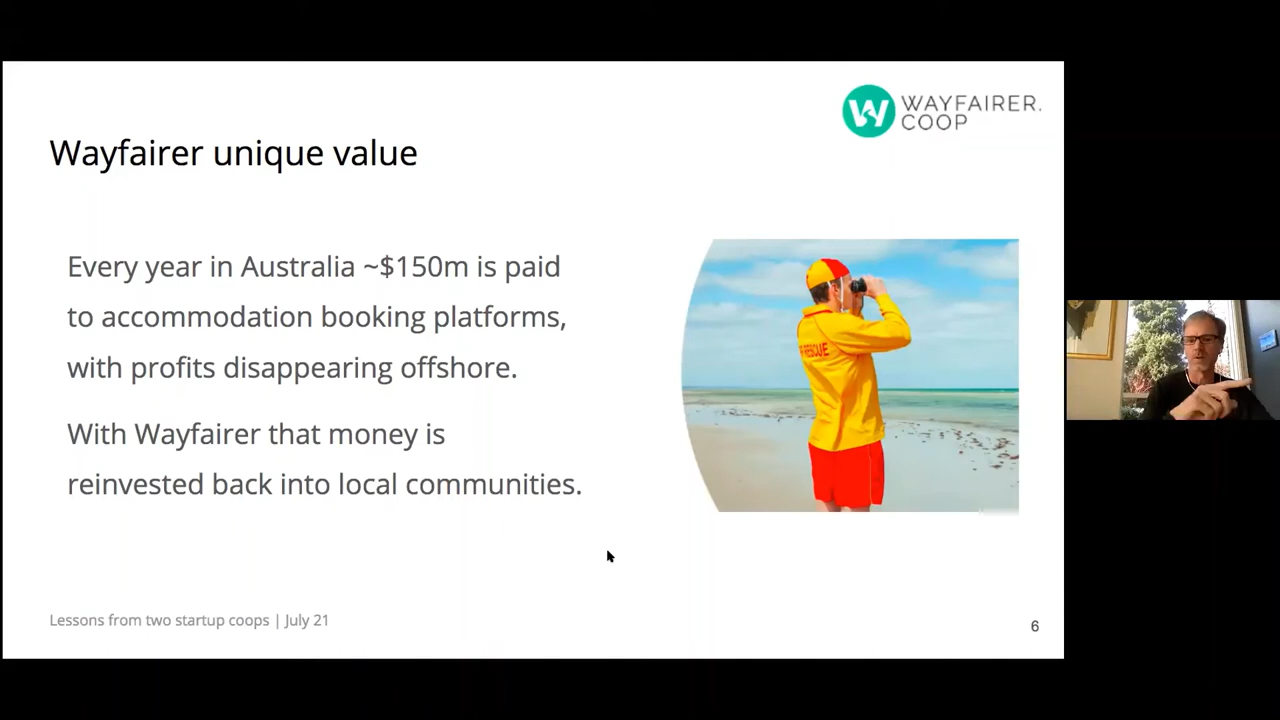 WAYFAIRER.
COOP
Wayfairer unique value
Every year in Australia ~$150m is paid
to accommodation booking platforms,
with profits disappearing offshore.
With Wayfairer that money is
reinvested back into local communities.
RESCUE
Lessons from two startup coops | July 21
6